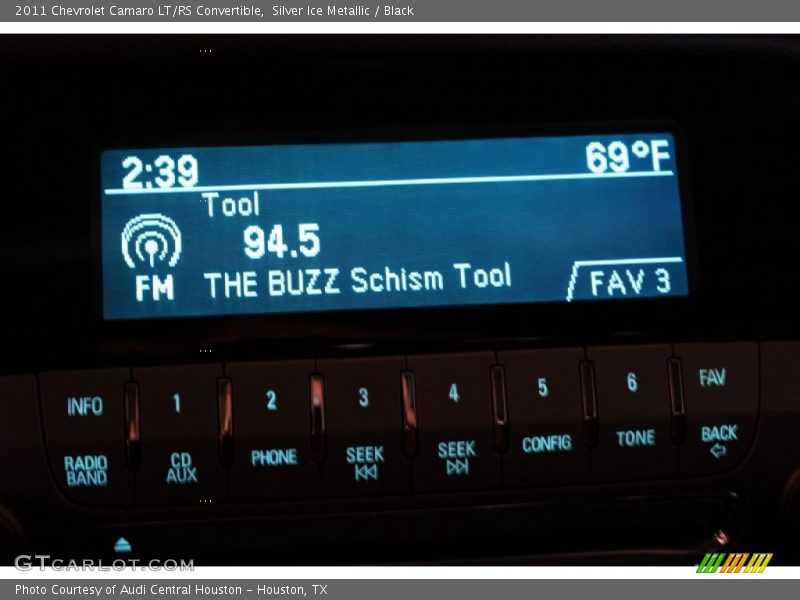 2011 Chevrolet Camaro LT/RS Convertible,  Silver Ice Metallic / Black
2:39
69°F
Tool
94.5
FM
THE BUZZ Schism Tool
FAV 3
INFO
1
2
3
4
5
6
FAV
RADIO
BAND
CD
AUX
PHONE
SEEK
SEEK
CONFIG
TONE
BACK
GTCARLOT.COM
Photo Courtesy of Audi Central Houston - Houston, TX